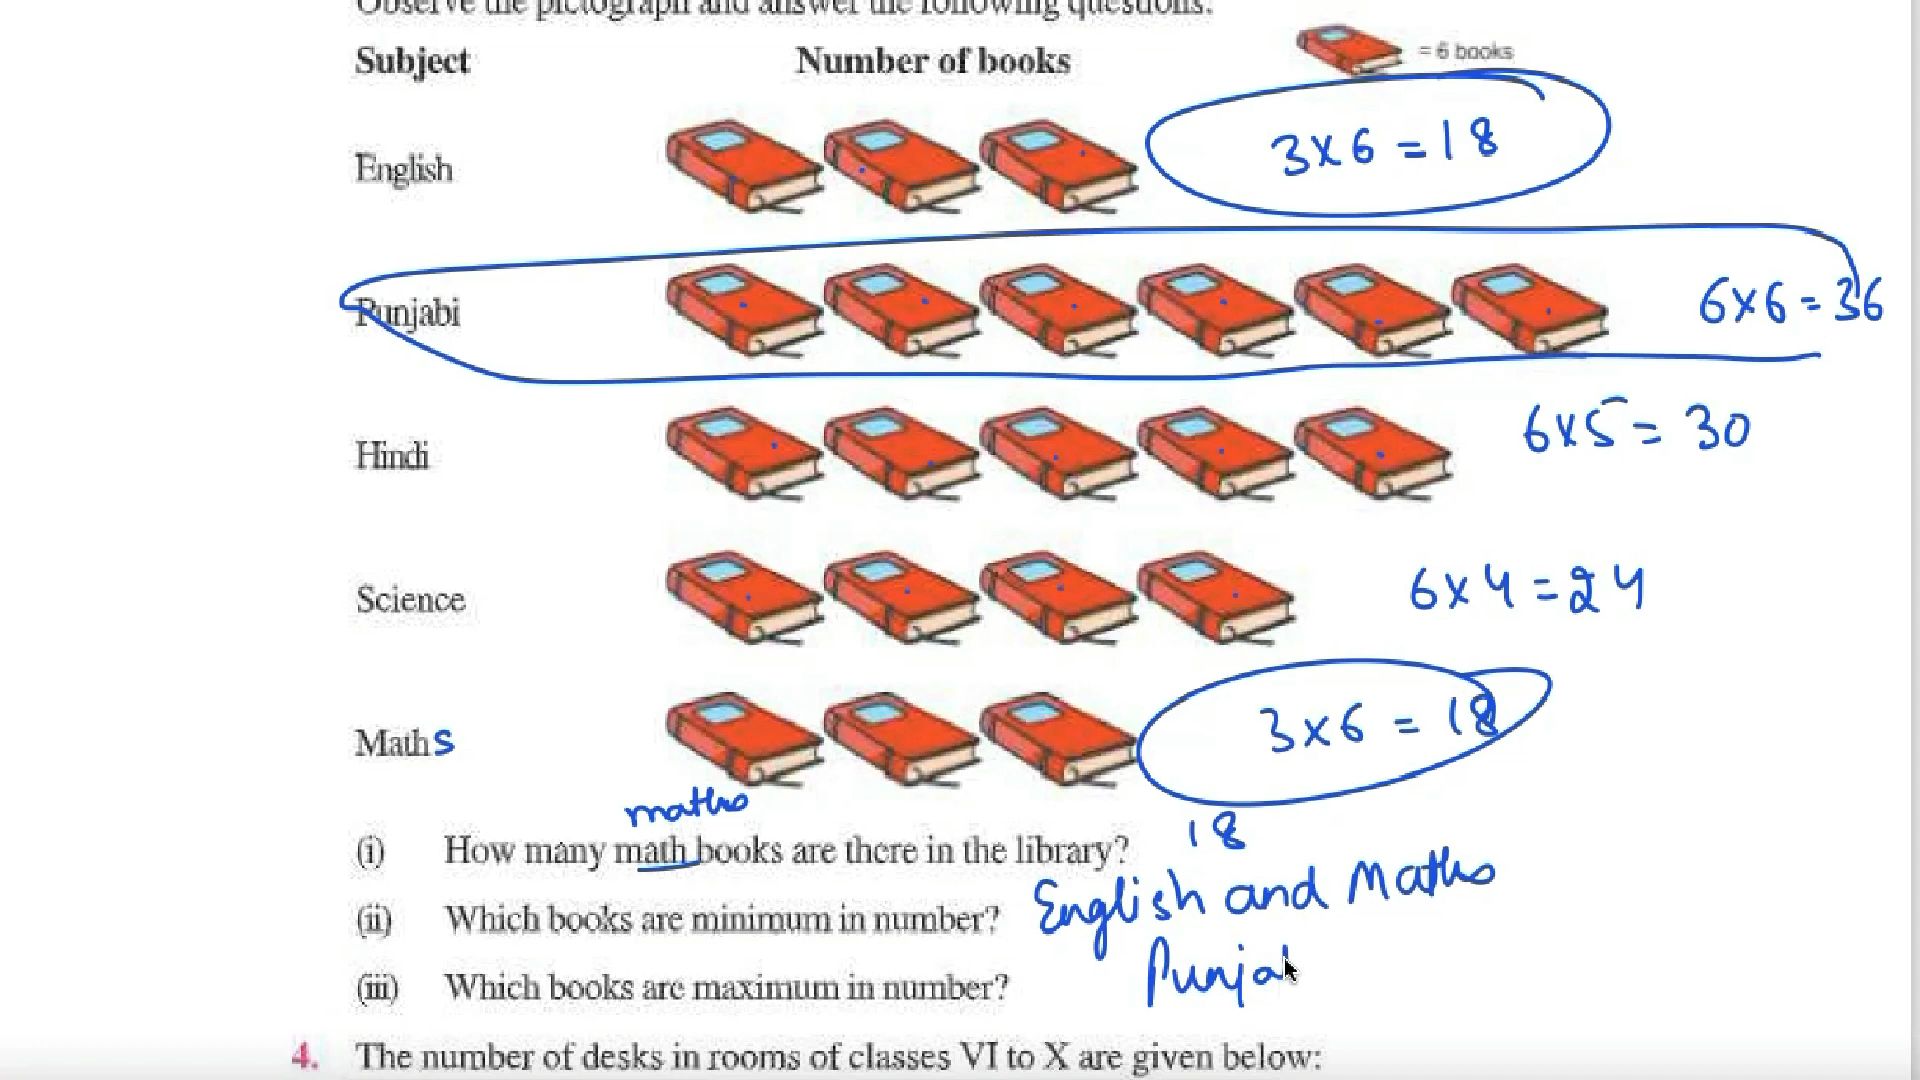 Observe the pictograph and answer the following questions.
Subject Number of books = 6 books
English 3x6 = 18
Punjabi 6x6 = 36
Hindi 6x5 = 30
Science 6x4 = 24
Maths 3x6 = 18
maths
(i) How many math books are there in the library? 18
(ii) Which books are minimum in number? English and Maths
(iii) Which books are maximum in number? Punja
4. The number of desks in rooms of classes VI to X are given below: